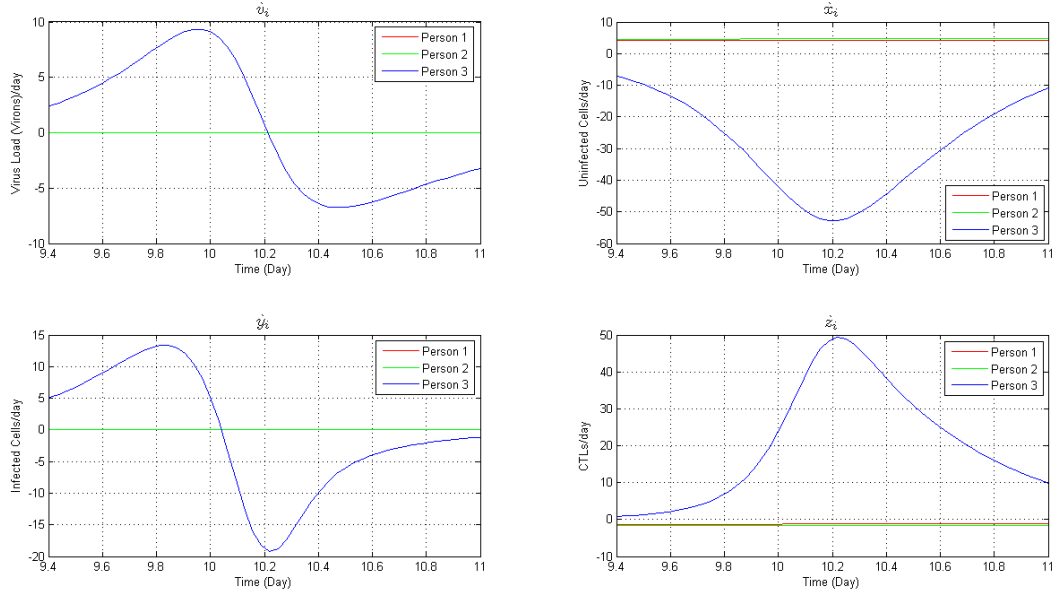 v̇ᵢ
Virus Load (Virons)/day
10
5
0
-5
-10
9.4 9.6 9.8 10 10.2 10.4 10.6 10.8 11
Time (Day)
Person 1
Person 2
Person 3
ẋᵢ
Uninfected Cells/day
10
0
-10
-20
-30
-40
-50
-60
9.4 9.6 9.8 10 10.2 10.4 10.6 10.8 11
Time (Day)
Person 1
Person 2
Person 3
ẏᵢ
Infected Cells/day
15
10
5
0
-5
-10
-15
-20
9.4 9.6 9.8 10 10.2 10.4 10.6 10.8 11
Time (Day)
Person 1
Person 2
Person 3
żᵢ
CTLs/day
50
40
30
20
10
0
-10
9.4 9.6 9.8 10 10.2 10.4 10.6 10.8 11
Time (Day)
Person 1
Person 2
Person 3